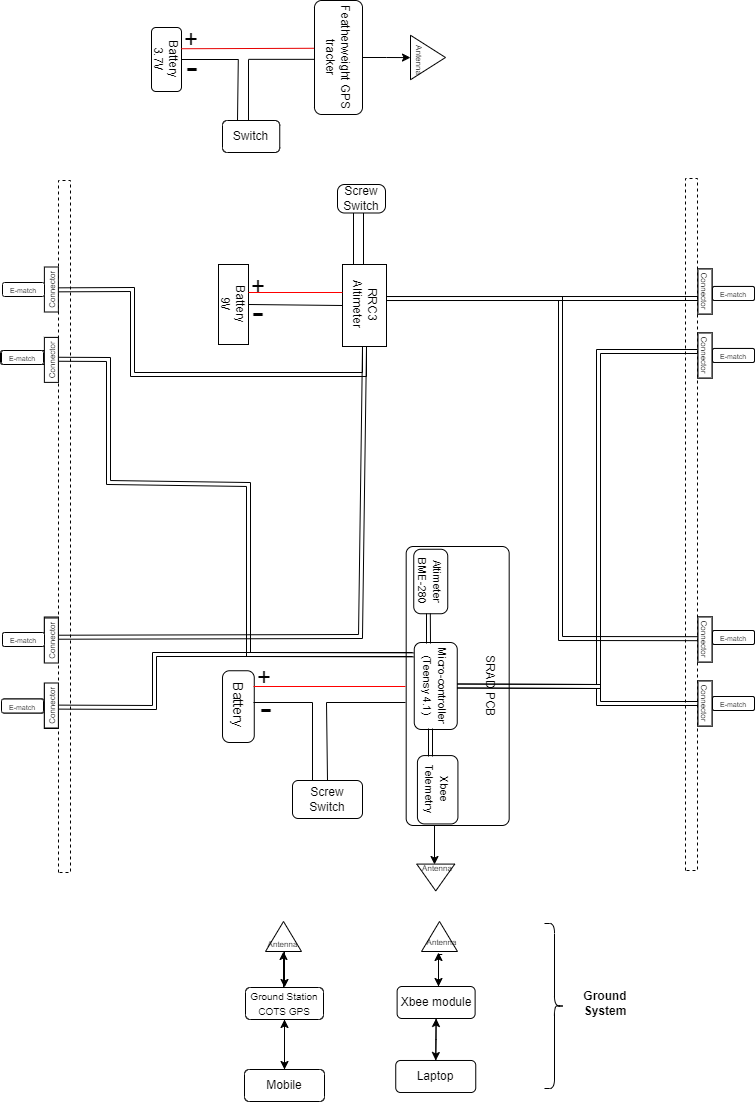 Featherweight GPS
tracker
+
Battery
3.7V
-
Antenna
Switch
Screw
Switch
Connector
E-match
+
Battery
9V
-
RRC3
Altimeter
Connector
E-match
Connector
E-match
Connector
E-match
Altimeter
BME-280
Connector
E-match
Micro-controller
(Teensy 4.1)
SRAD PCB
Connector
E-match
+
Battery
-
Connector
E-match
Connector
E-match
Xbee
Telemetry
Screw
Switch
Antenna
Antenna
Antenna
Ground Station
COTS GPS
Xbee module
Ground
System
Mobile
Laptop